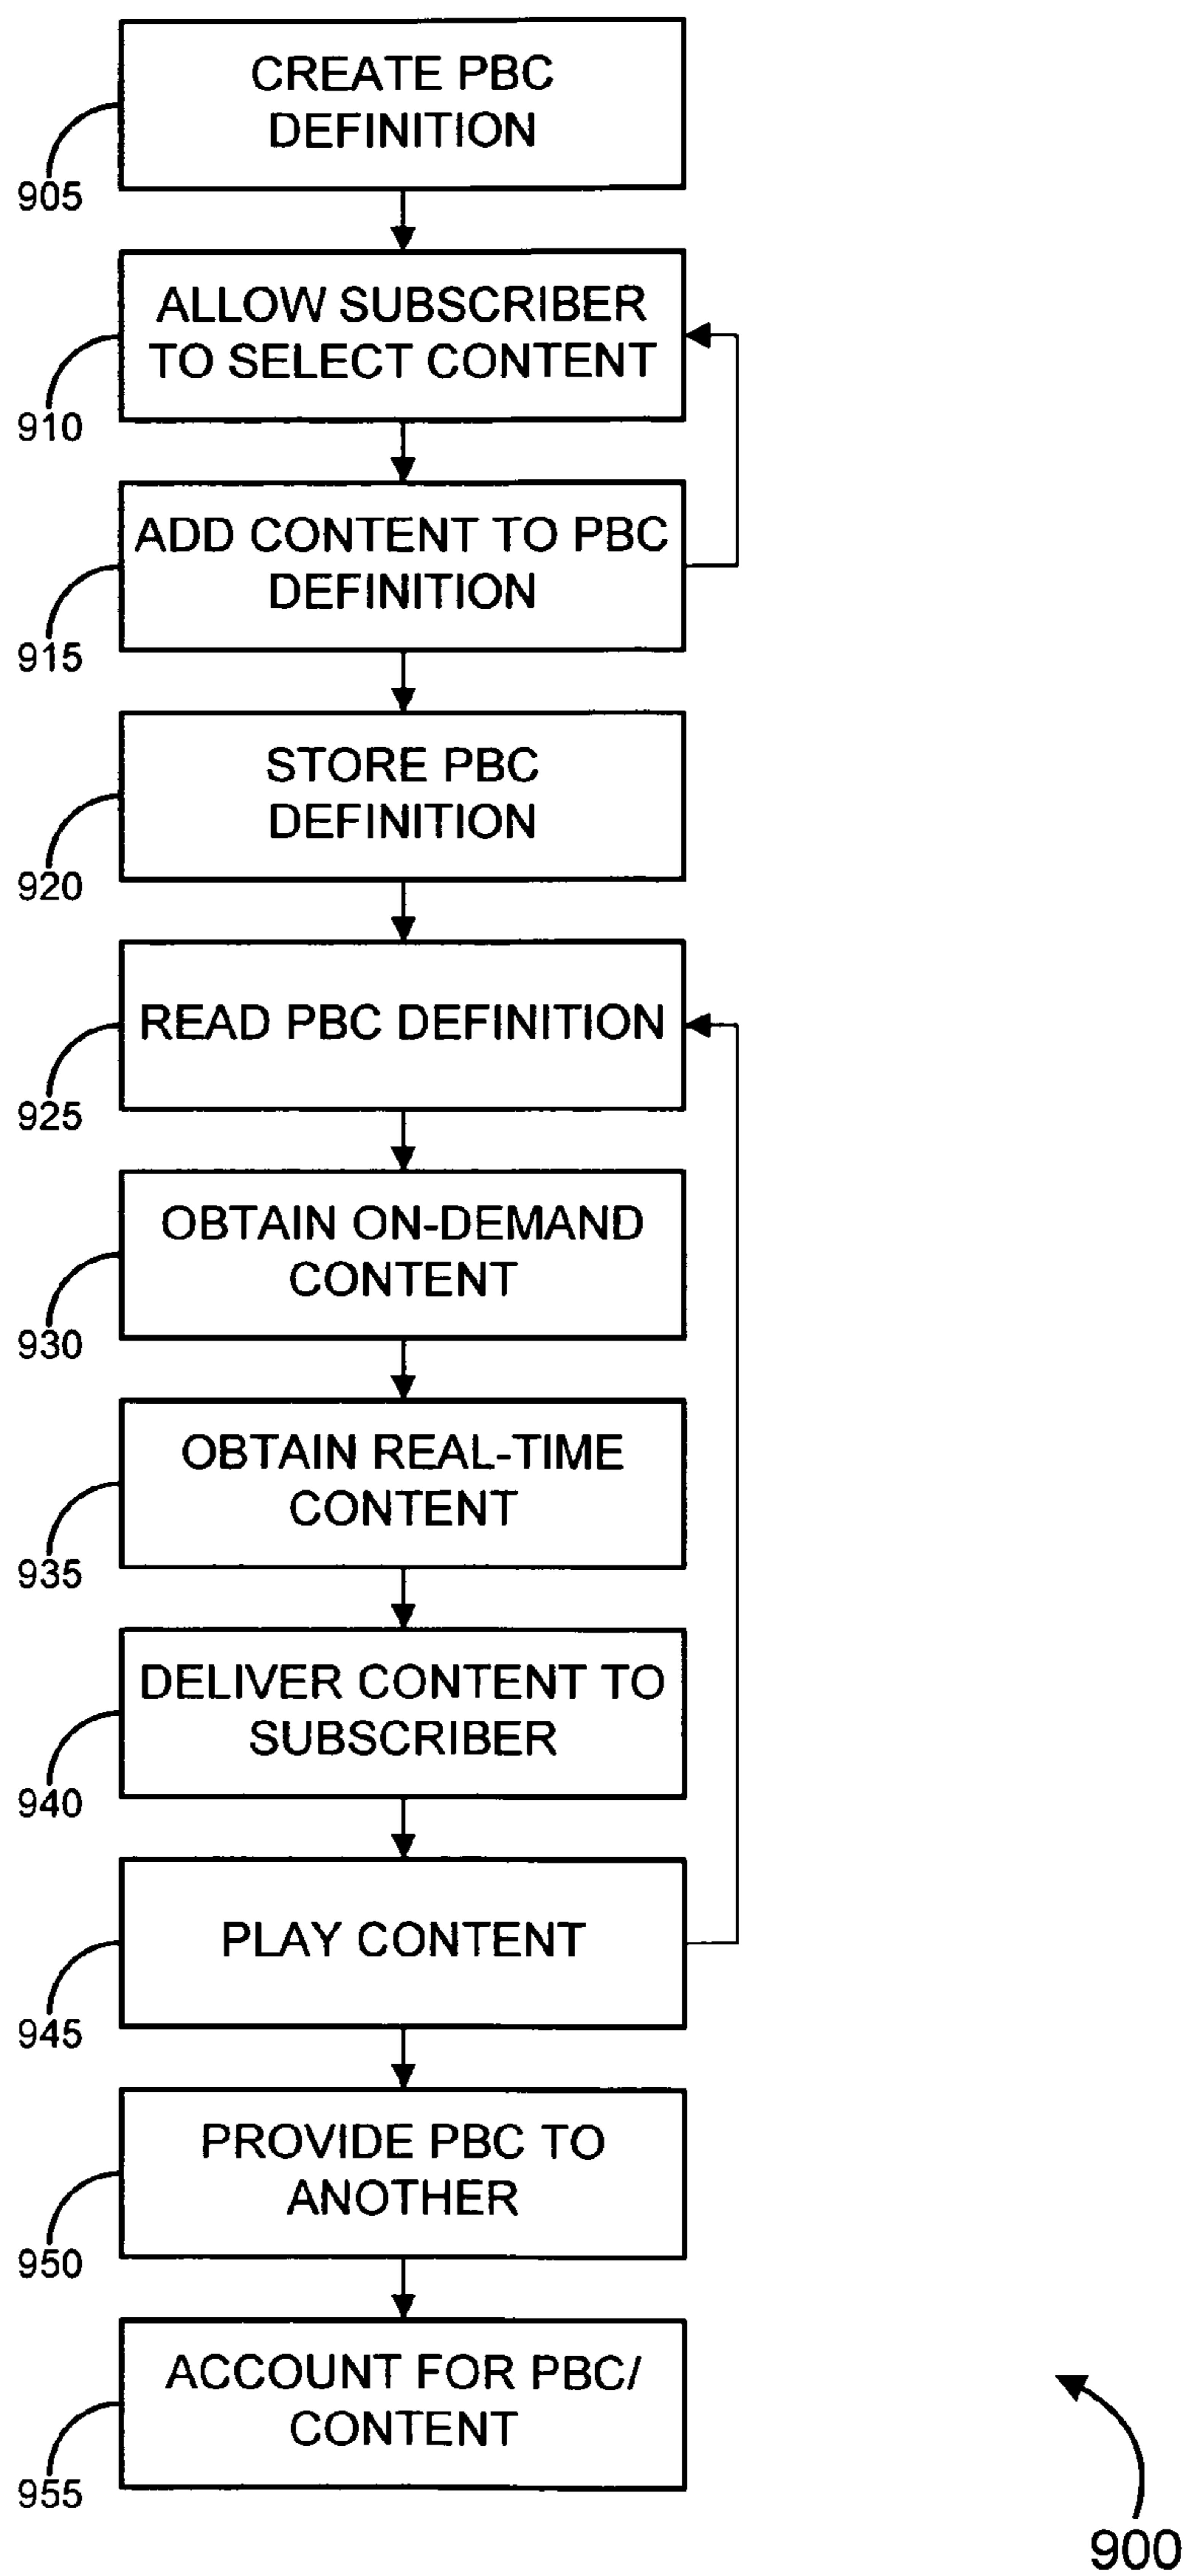 CREATE PBC
DEFINITION
905
ALLOW SUBSCRIBER
TO SELECT CONTENT
910
ADD CONTENT TO PBC
DEFINITION
915
STORE PBC
DEFINITION
920
READ PBC DEFINITION
925
OBTAIN ON-DEMAND
CONTENT
930
OBTAIN REAL-TIME
CONTENT
935
DELIVER CONTENT TO
SUBSCRIBER
940
PLAY CONTENT
945
PROVIDE PBC TO
ANOTHER
950
ACCOUNT FOR PBC/
CONTENT
955
900